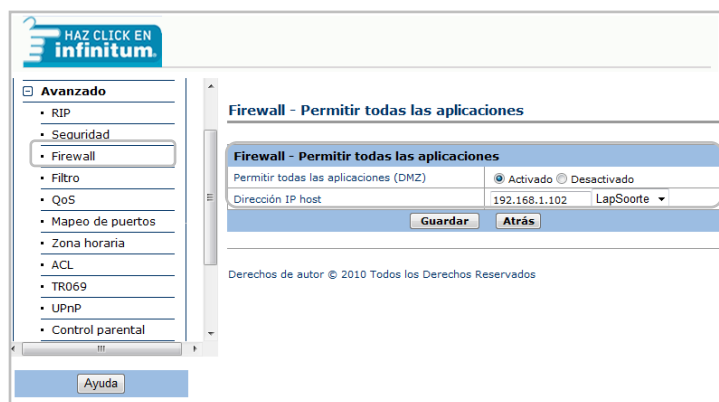 HAZ CLICK EN
infinitum.
Avanzado
RIP
Seguridad
Firewall
Filtro
QoS
Mapeo de puertos
Zona horaria
ACL
TR069
UPnP
Control parental
Ayuda
Firewall - Permitir todas las aplicaciones
Firewall - Permitir todas las aplicaciones
Permitir todas las aplicaciones (DMZ) Activado Desactivado
Dirección IP host 192.168.1.102 LapSoorte
Guardar Atrás
Derechos de autor © 2010 Todos los Derechos Reservados